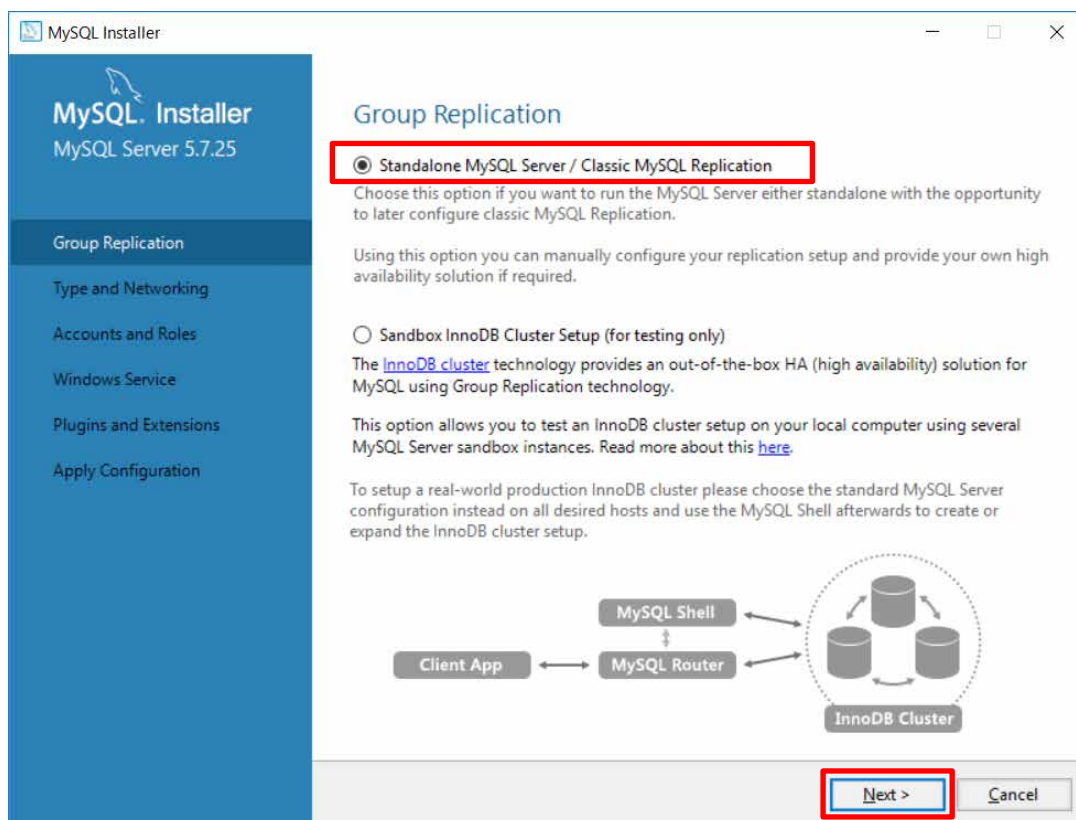 MySQL Installer
MySQL. Installer
MySQL Server 5.7.25
Group Replication
Type and Networking
Accounts and Roles
Windows Service
Plugins and Extensions
Apply Configuration
Group Replication
Standalone MySQL Server / Classic MySQL Replication
Choose this option if you want to run the MySQL Server either standalone with the opportunity
to later configure classic MySQL Replication.
Using this option you can manually configure your replication setup and provide your own high
availability solution if required.
Sandbox InnoDB Cluster Setup (for testing only)
The InnoDB cluster technology provides an out-of-the-box HA (high availability) solution for
MySQL using Group Replication technology.
This option allows you to test an InnoDB cluster setup on your local computer using several
MySQL Server sandbox instances. Read more about this here.
To setup a real-world production InnoDB cluster please choose the standard MySQL Server
configuration instead on all desired hosts and use the MySQL Shell afterwards to create or
expand the InnoDB cluster setup.
MySQL Shell
Client App
MySQL Router
InnoDB Cluster
Next >
Cancel